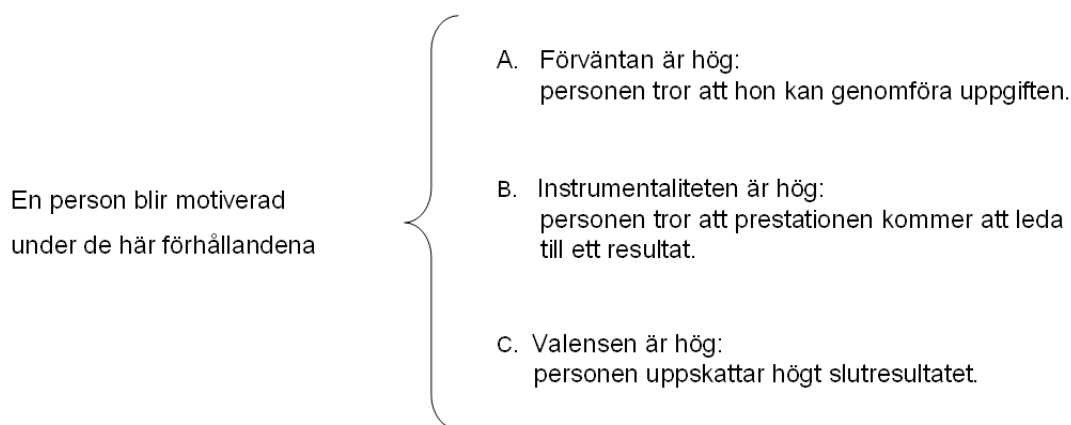 En person blir motiverad
under de här förhållandena
A. Förväntan är hög:
personen tror att hon kan genomföra uppgiften.
B. Instrumentaliteten är hög:
personen tror att prestationen kommer att leda
till ett resultat.
C. Valensen är hög:
personen uppskattar högt slutresultatet.